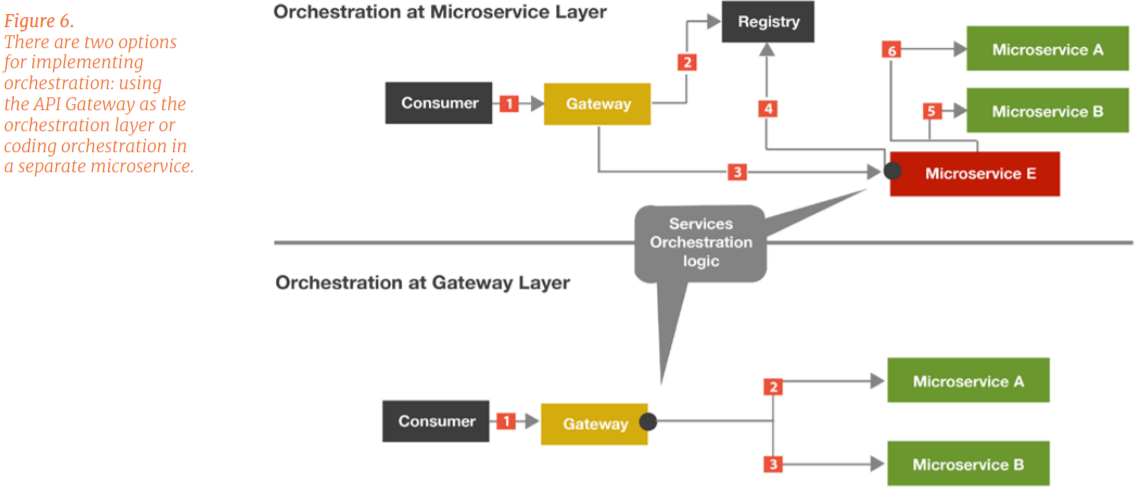 Figure 6.
There are two options
for implementing
orchestration: using
the API Gateway as the
orchestration layer or
coding orchestration in
a separate microservice.
Orchestration at Microservice Layer
Registry
6
Microservice A
2
Consumer
1
Gateway
4
5
Microservice B
3
Microservice E
Services
Orchestration
logic
Orchestration at Gateway Layer
2
Microservice A
Consumer
1
Gateway
3
Microservice B